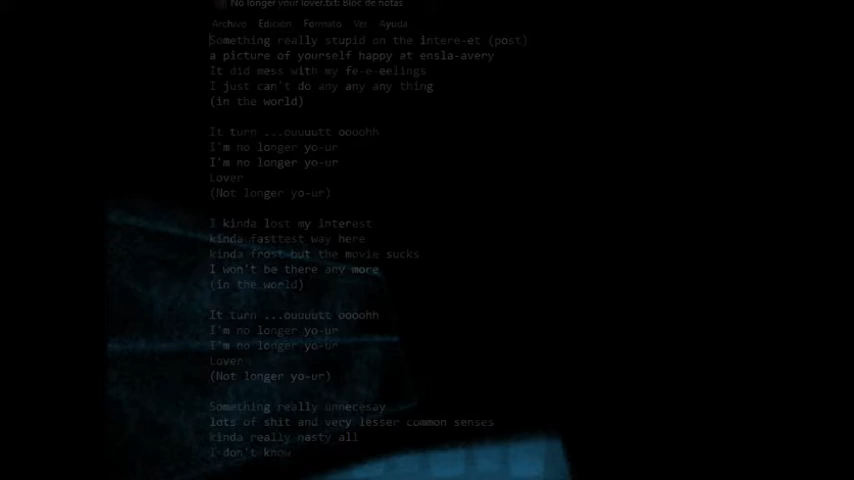 No longer your lover.txt: Bloc de notas
Archivo Edición Formato Ver Ayuda
Something really stupid on the intere-et (post)
a picture of yourself happy at ensla-avery
It did mess with my fe-e-eelings
I just can't do any any any thing
(in the world)
It turn ...ouuuutt oooohh
I'm no longer yo-ur
I'm no longer yo-ur
Lover
(Not longer yo-ur)
I kinda lost my interest
kinda fasttest way here
kinda frost but the movie sucks
I won't be there any more
(in the world)
It turn ...ouuuutt oooohh
I'm no longer yo-ur
I'm no longer yo-ur
Lover
(Not longer yo-ur)
Something really unnecesay
lots of shit and very lesser common senses
kinda really nasty all
I don't know